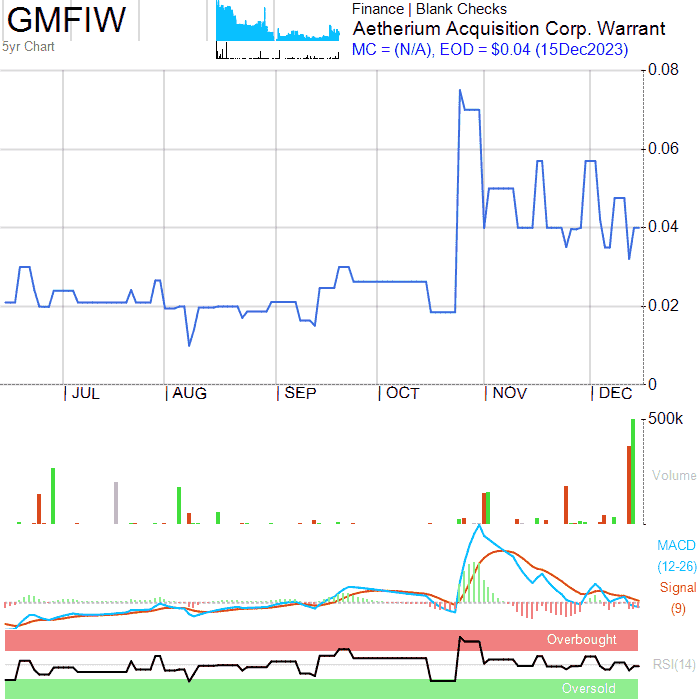 GMFIW
5yr Chart
Finance | Blank Checks
Aetherium Acquisition Corp. Warrant
MC = (N/A), EOD = $0.04 (15Dec2023)
0.08
0.06
0.04
0.02
0
JUL
AUG
SEP
OCT
NOV
DEC
500k
Volume
MACD
(12-26)
Signal
(9)
Overbought
RSI(14)
Oversold